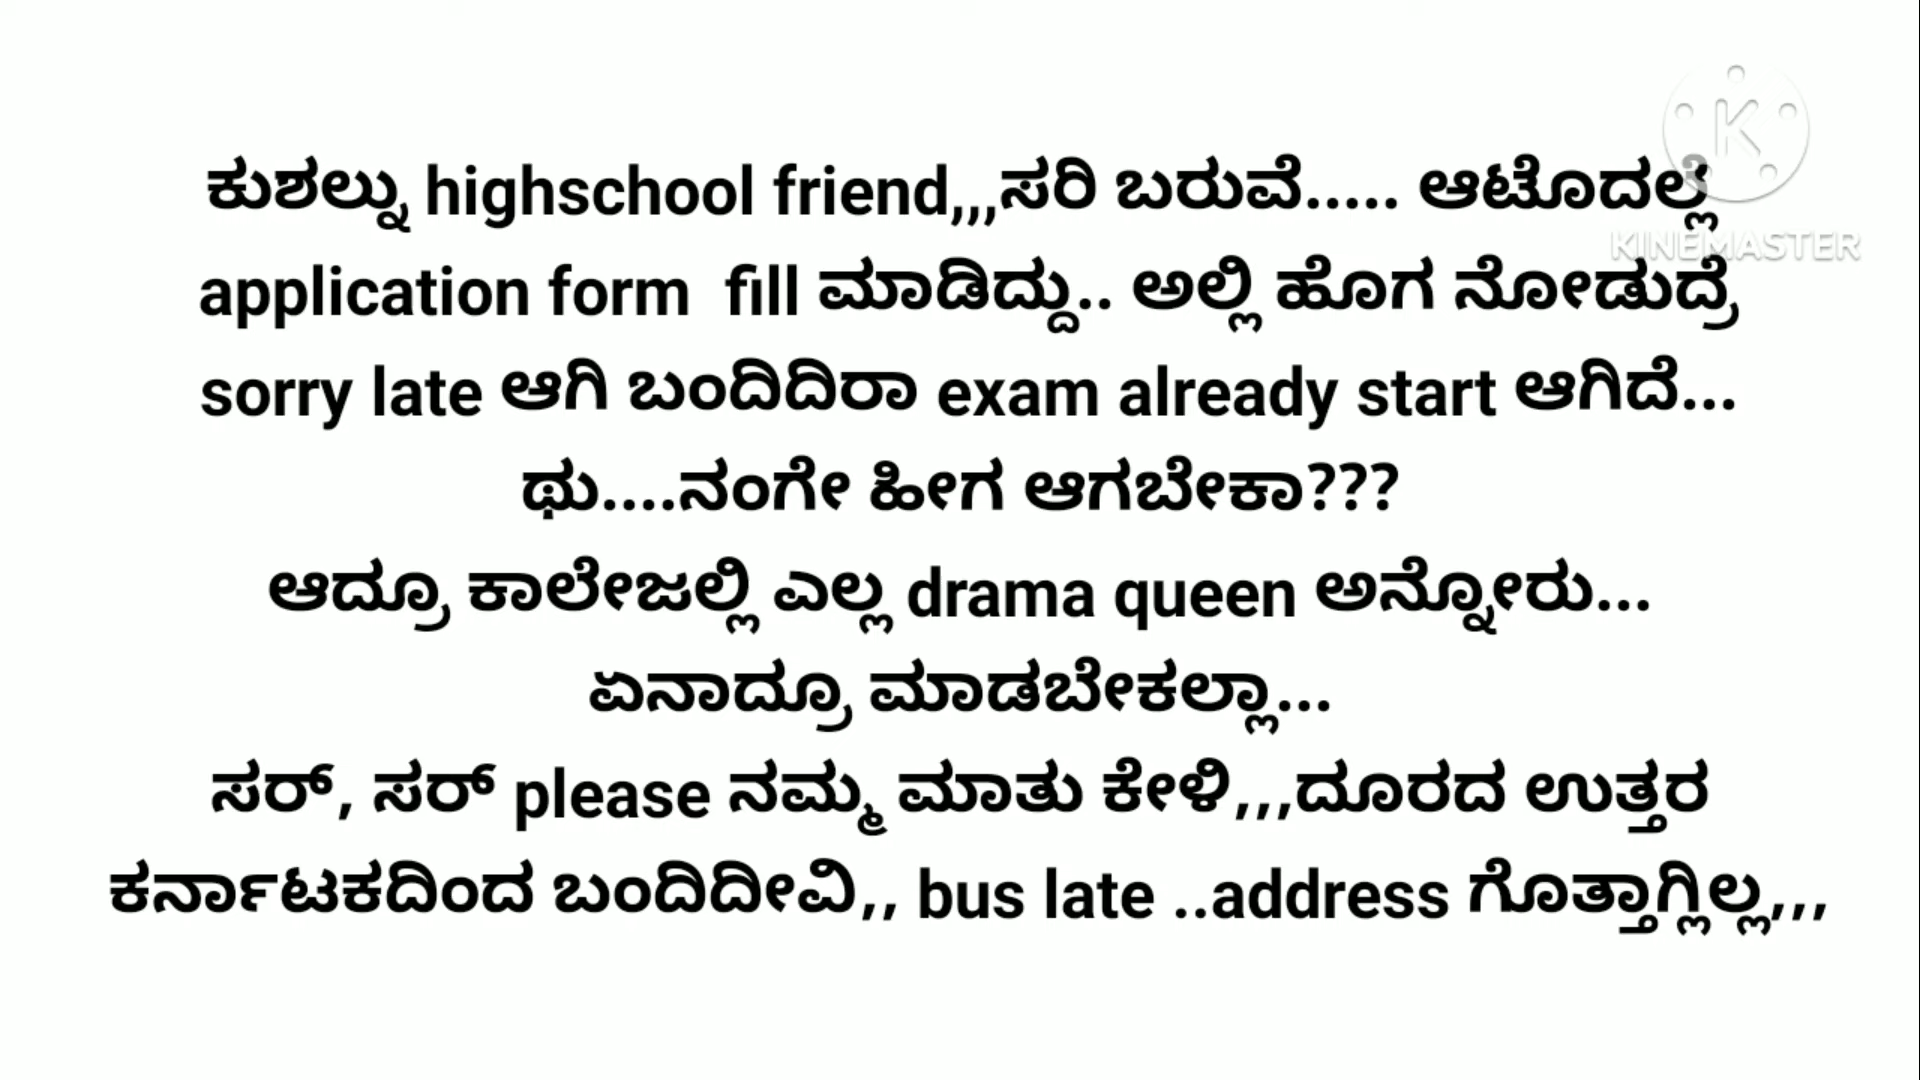 ಕುಶಲ್ನು highschool friend,,,ಸರಿ ಬರುವೆ..... ಆಟೊದಲ್ಲೆ
application form  fill ಮಾಡಿದ್ದು.. ಅಲ್ಲಿ ಹೊಗ ನೋಡುದ್ರೆ
sorry late ಆಗಿ ಬಂದಿದಿರಾ exam already start ಆಗಿದೆ...
ಥು....ನಂಗೇ ಹೀಗ ಆಗಬೇಕಾ???
ಆದ್ರೂ ಕಾಲೇಜಲ್ಲಿ ಎಲ್ಲ drama queen ಅನ್ನೋರು...
ಏನಾದ್ರೂ ಮಾಡಬೇಕಲ್ಲಾ...
ಸರ್, ಸರ್ please ನಮ್ಮ ಮಾತು ಕೇಳಿ,,,ದೂರದ ಉತ್ತರ
ಕರ್ನಾಟಕದಿಂದ ಬಂದಿದೀವಿ,, bus late ..address ಗೊತ್ತಾಗ್ಲಿಲ್ಲ,,,
K
KINEMASTER